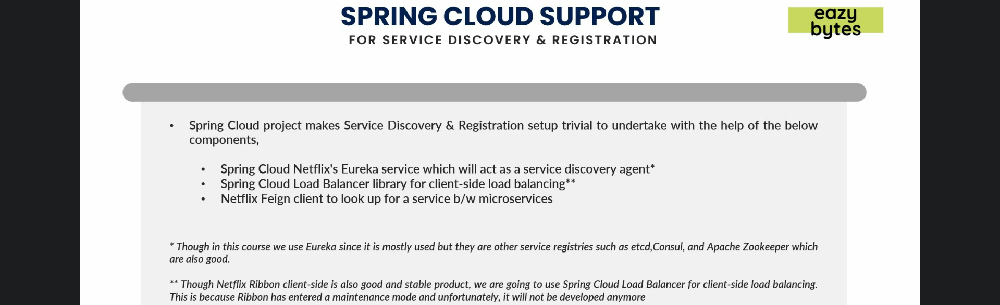 SPRING CLOUD SUPPORT
FOR SERVICE DISCOVERY & REGISTRATION
eazy
bytes
• Spring Cloud project makes Service Discovery & Registration setup trivial to undertake with the help of the below
components,
• Spring Cloud Netflix's Eureka service which will act as a service discovery agent*
• Spring Cloud Load Balancer library for client-side load balancing**
• Netflix Feign client to look up for a service b/w microservices
* Though in this course we use Eureka since it is mostly used but they are other service registries such as etcd,Consul, and Apache Zookeeper which
are also good.
** Though Netflix Ribbon client-side is also good and stable product, we are going to use Spring Cloud Load Balancer for client-side load balancing.
This is because Ribbon has entered a maintenance mode and unfortunately, it will not be developed anymore